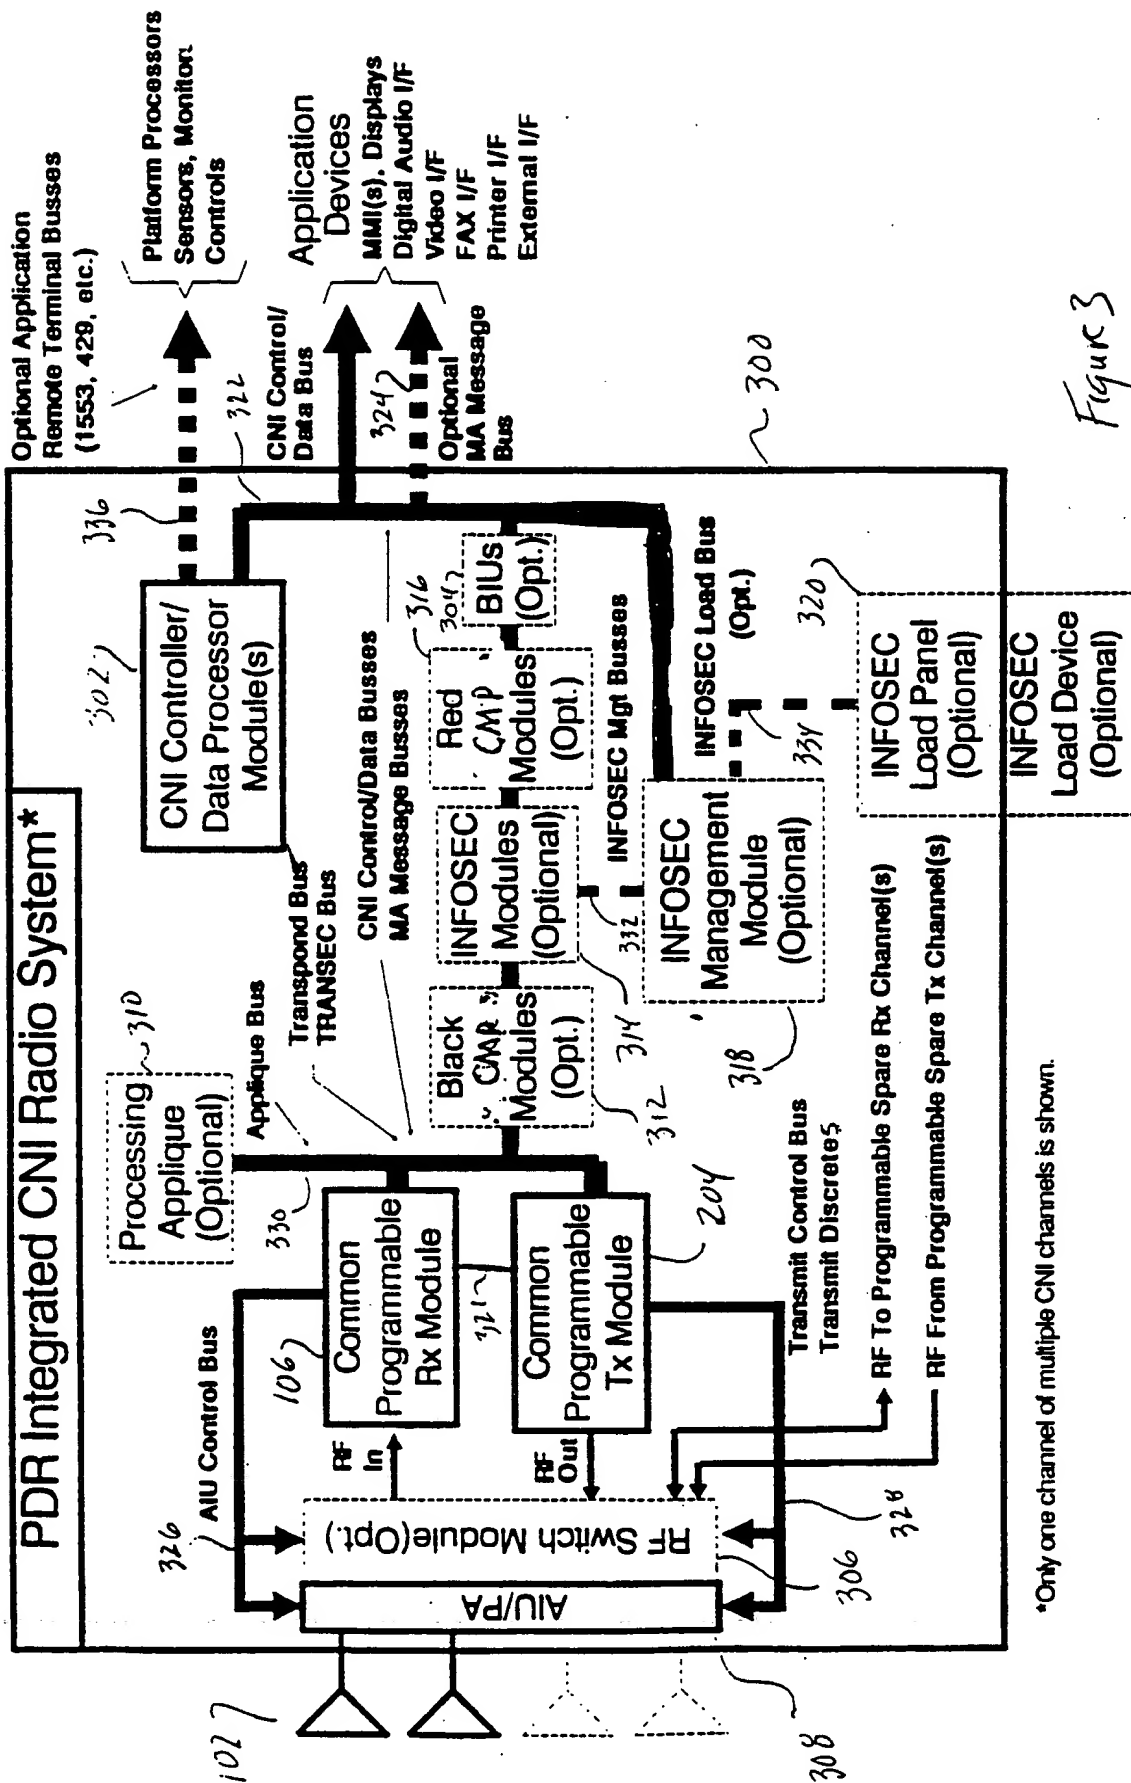 PDR Integrated CNI Radio System*
Optional Application
Remote Terminal Busses
(1553, 429, etc.)
Platform Processors
Sensors, Monitors
Controls
336
322
302
CNI Controller/
Data Processor
Module(s)
CNI Control/
Data Bus
324
Optional
MA Message
Bus
Application
Devices
MMI(s), Displays
Digital Audio I/F
Video I/F
FAX I/F
Printer I/F
External I/F
Processing
Applique
(Optional)
310
Applique Bus
330
Transpond Bus
TRANSEC Bus
CNI Control/Data Busses
MA Message Busses
316
304
BIUs
(Opt.)
Red
CMP
Modules
(Opt.)
INFOSEC
Modules
(Optional)
314
Black
CMP
Modules
(Opt.)
312
INFOSEC Mgt Busses
332
INFOSEC
Management
Module
(Optional)
318
INFOSEC Load Bus
(Opt.)
334
320
INFOSEC
Load Panel
(Optional)
INFOSEC
Load Device
(Optional)
300
AIU Control Bus
326
106
Common
Programmable
Rx Module
321
Common
Programmable
Tx Module
204
RF
In
RF
Out
RF Switch Module(Opt.)
306
AIU/PA
308
102
Transmit Control Bus
Transmit Discretes
328
RF To Programmable Spare Rx Channel(s)
RF From Programmable Spare Tx Channel(s)
*Only one channel of multiple CNI channels is shown.
Figure 3